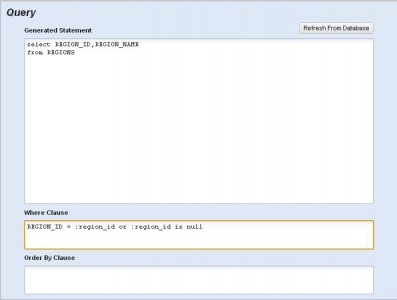 Query
Generated Statement
Refresh From Database
select REGION_ID,REGION_NAME
from REGIONS
Where Clause
REGION_ID = :region_id or :region_id is null
Order By Clause